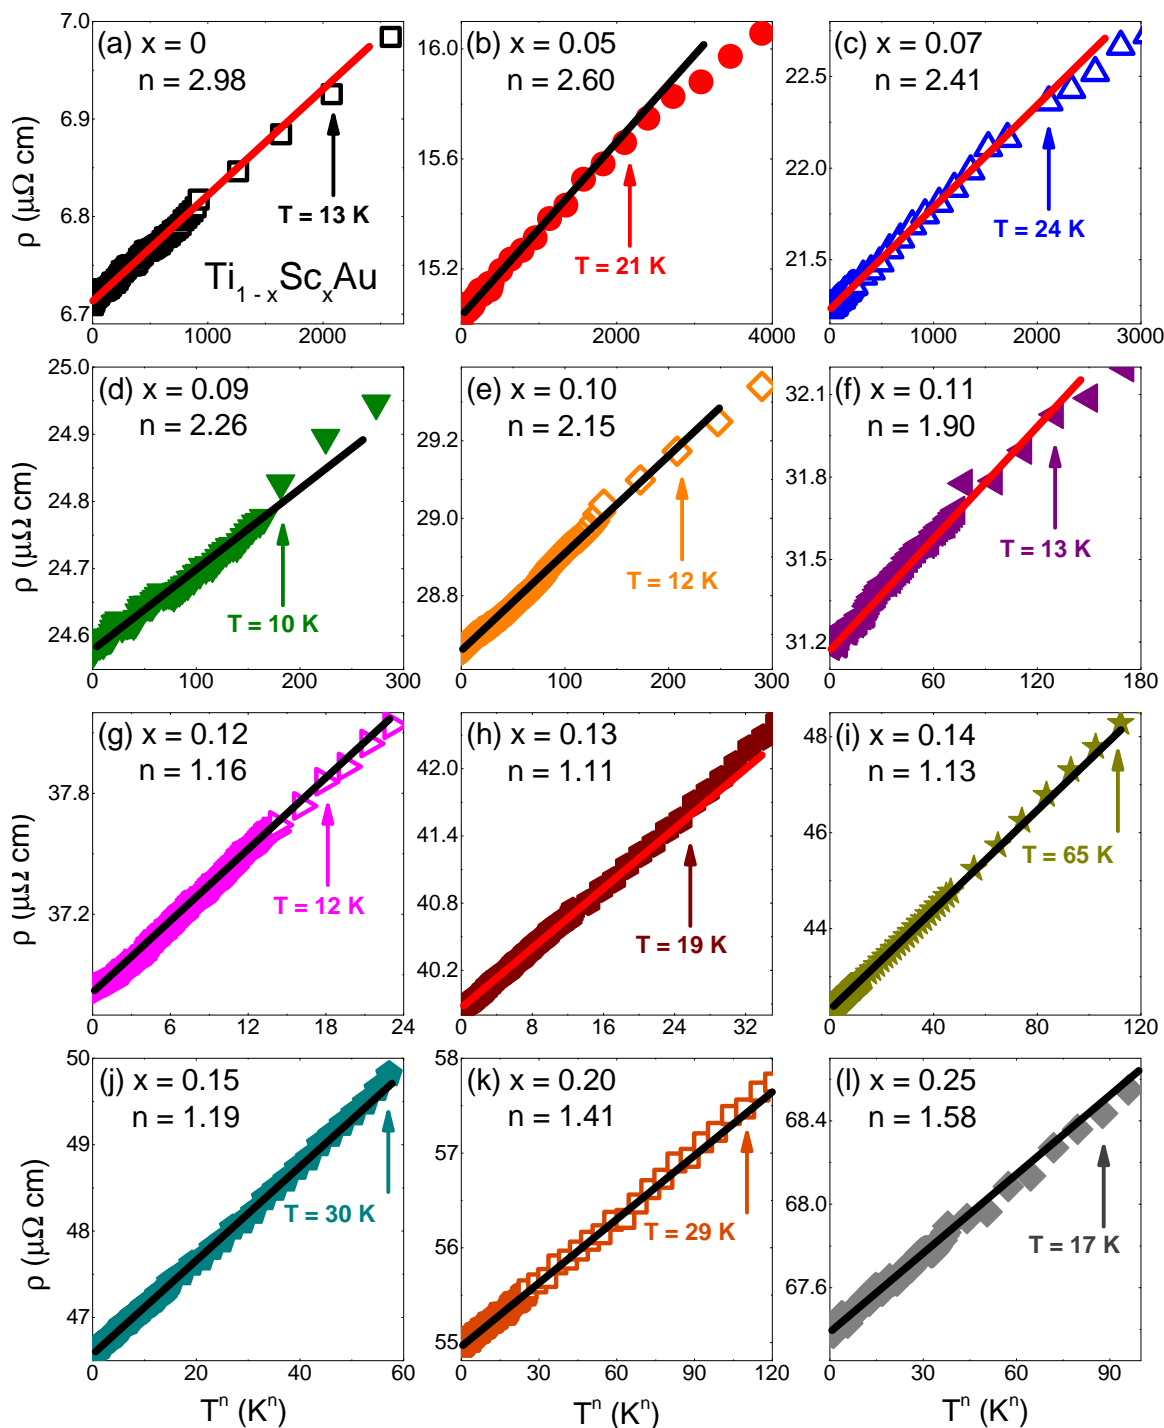 (a) x = 0
n = 2.98
T = 13 K
Ti1 - xScxAu
ρ (μΩ cm)
7.0
6.9
6.8
6.7
0 1000 2000
(b) x = 0.05
n = 2.60
T = 21 K
16.0
15.6
15.2
0 1000 2000 3000 4000
(c) x = 0.07
n = 2.41
T = 24 K
22.5
22.0
21.5
0 1000 2000 3000
(d) x = 0.09
n = 2.26
T = 10 K
ρ (μΩ cm)
25.0
24.9
24.8
24.7
24.6
0 100 200 300
(e) x = 0.10
n = 2.15
T = 12 K
29.2
29.0
28.8
0 50 100 150 200 250 300
(f) x = 0.11
n = 1.90
T = 13 K
32.1
31.8
31.5
31.2
0 60 120 180
(g) x = 0.12
n = 1.16
T = 12 K
ρ (μΩ cm)
37.8
37.2
0 6 12 18 24
(h) x = 0.13
n = 1.11
T = 19 K
42.0
41.4
40.8
40.2
0 8 16 24 32
(i) x = 0.14
n = 1.13
T = 65 K
48
46
44
0 40 80 120
(j) x = 0.15
n = 1.19
T = 30 K
ρ (μΩ cm)
50
49
48
47
0 20 40 60
Tn (Kn)
(k) x = 0.20
n = 1.41
T = 29 K
58
57
56
55
0 30 60 90 120
Tn (Kn)
(l) x = 0.25
n = 1.58
T = 17 K
68.4
68.0
67.6
0 30 60 90
Tn (Kn)